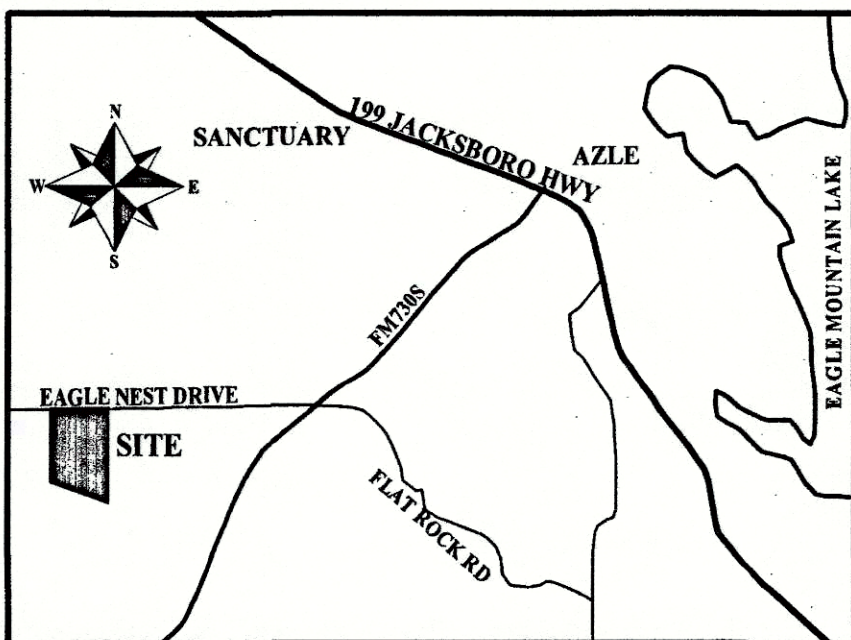 N
W
E
S
SANCTUARY
199 JACKSBORO HWY
AZLE
EAGLE MOUNTAIN LAKE
FM730S
EAGLE NEST DRIVE
SITE
FLAT ROCK RD